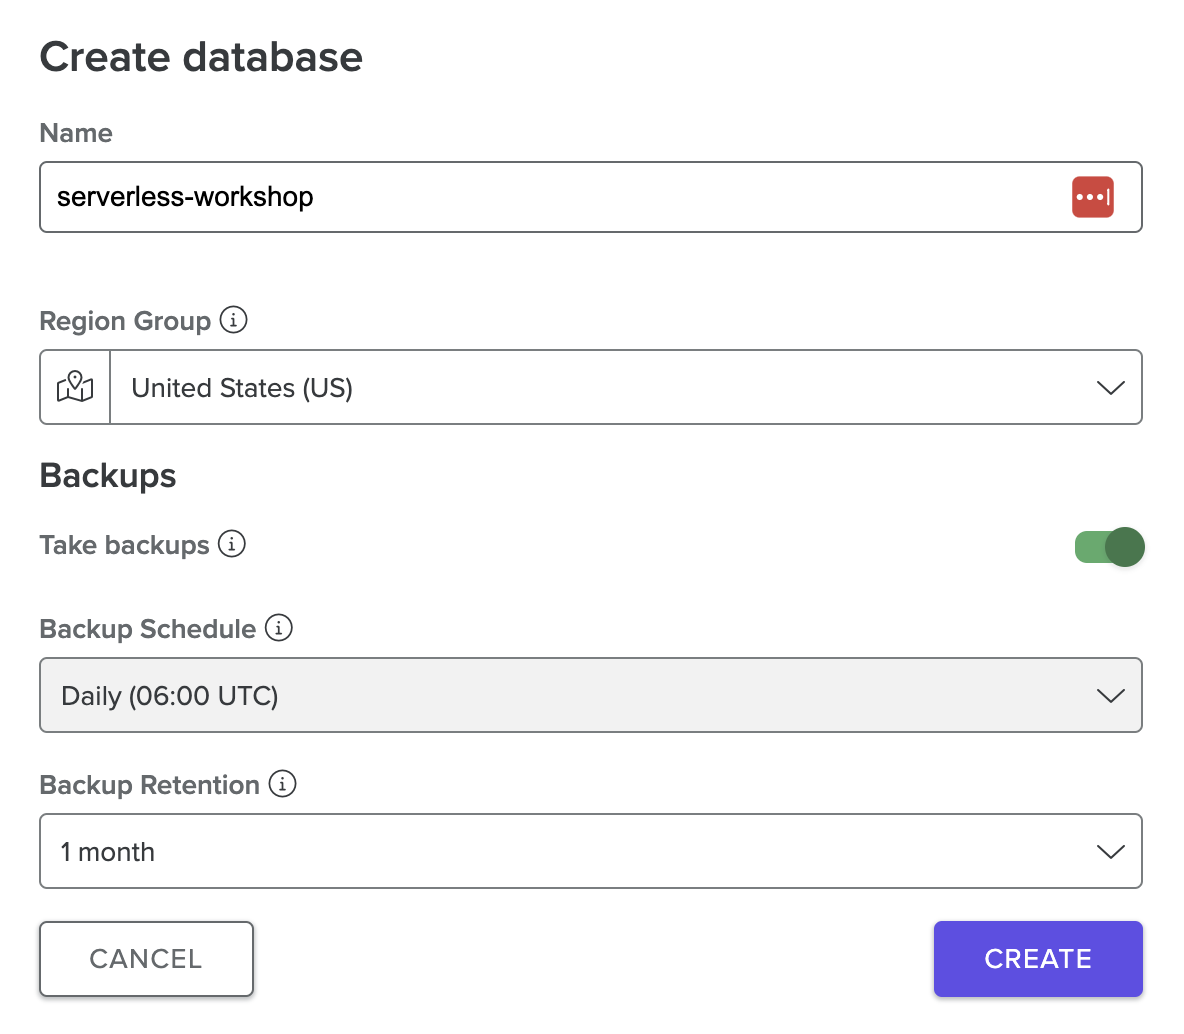 Create database
Name
serverless-workshop
Region Group
United States (US)
Backups
Take backups
Backup Schedule
Daily (06:00 UTC)
Backup Retention
1 month
CANCEL
CREATE